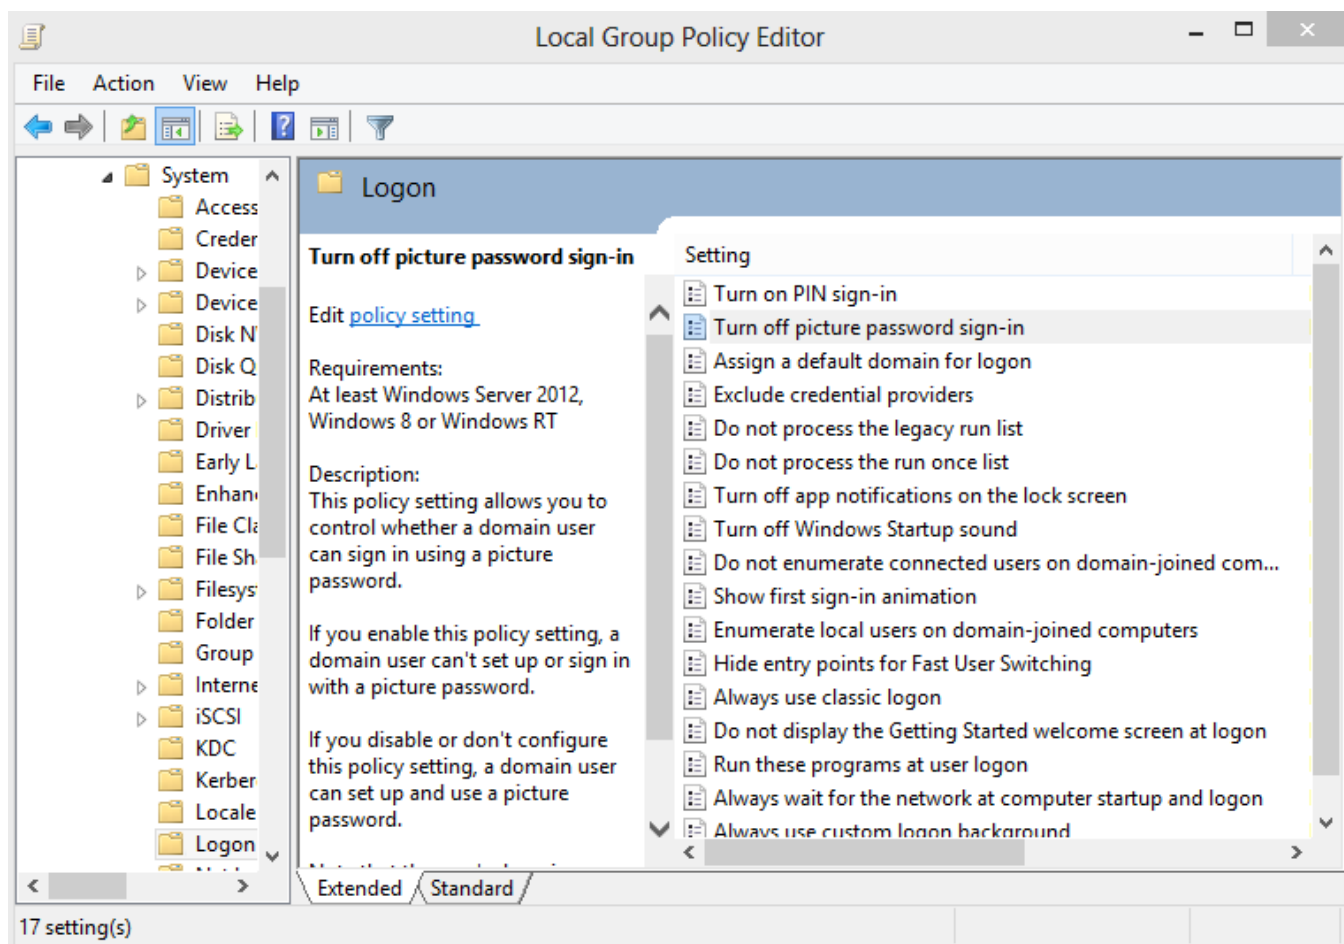 Local Group Policy Editor
File Action View Help
System
Access
Creden
Device
Device
Disk N
Disk Q
Distrib
Driver
Early L
Enhan
File Cla
File Sh
Filesys
Folder
Group
Interne
iSCSI
KDC
Kerber
Locale
Logon
Logon
Turn off picture password sign-in
Edit policy setting
Requirements:
At least Windows Server 2012,
Windows 8 or Windows RT
Description:
This policy setting allows you to
control whether a domain user
can sign in using a picture
password.
If you enable this policy setting, a
domain user can't set up or sign in
with a picture password.
If you disable or don't configure
this policy setting, a domain user
can set up and use a picture
password.
Setting
Turn on PIN sign-in
Turn off picture password sign-in
Assign a default domain for logon
Exclude credential providers
Do not process the legacy run list
Do not process the run once list
Turn off app notifications on the lock screen
Turn off Windows Startup sound
Do not enumerate connected users on domain-joined com...
Show first sign-in animation
Enumerate local users on domain-joined computers
Hide entry points for Fast User Switching
Always use classic logon
Do not display the Getting Started welcome screen at logon
Run these programs at user logon
Always wait for the network at computer startup and logon
Always use custom logon background
Extended Standard
17 setting(s)